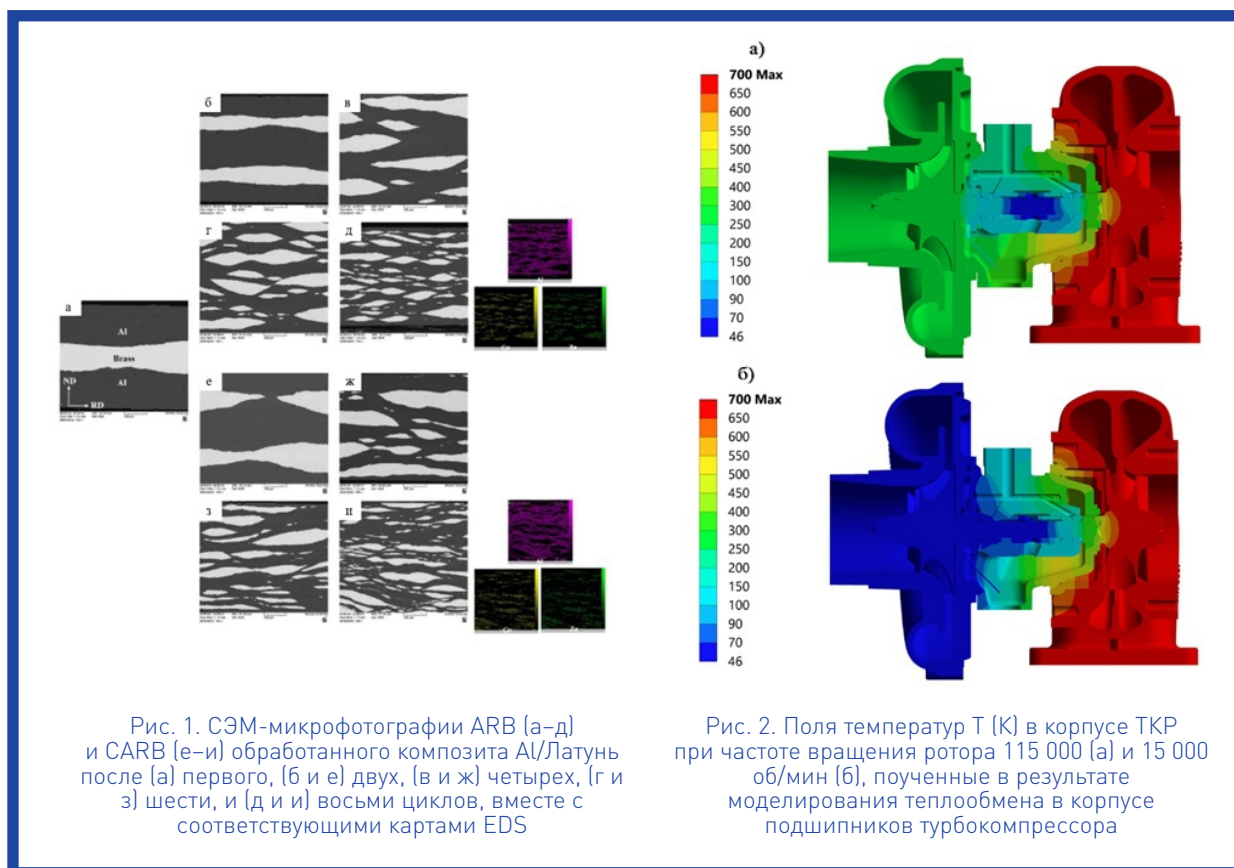 б
в
г
д
а
Al
Brass
Al
ND
RD
е
ж
з
и
Рис. 1. СЭМ-микрофотографии ARB (а–д)
и CARB (е–и) обработанного композита Al/Латунь
после (а) первого, (б и е) двух, (в и ж) четырех, (г и
з) шести, и (д и и) восьми циклов, вместе с
соответствующими картами EDS
а)
700 Max
650
600
550
500
450
400
300
250
200
150
100
90
70
46
б)
700 Max
650
600
550
500
450
400
300
250
200
150
100
90
70
46
Рис. 2. Поля температур T (K) в корпусе ТКР
при частоте вращения ротора 115 000 (а) и 15 000
об/мин (б), поученные в результате
моделирования теплообмена в корпусе
подшипников турбокомпрессора